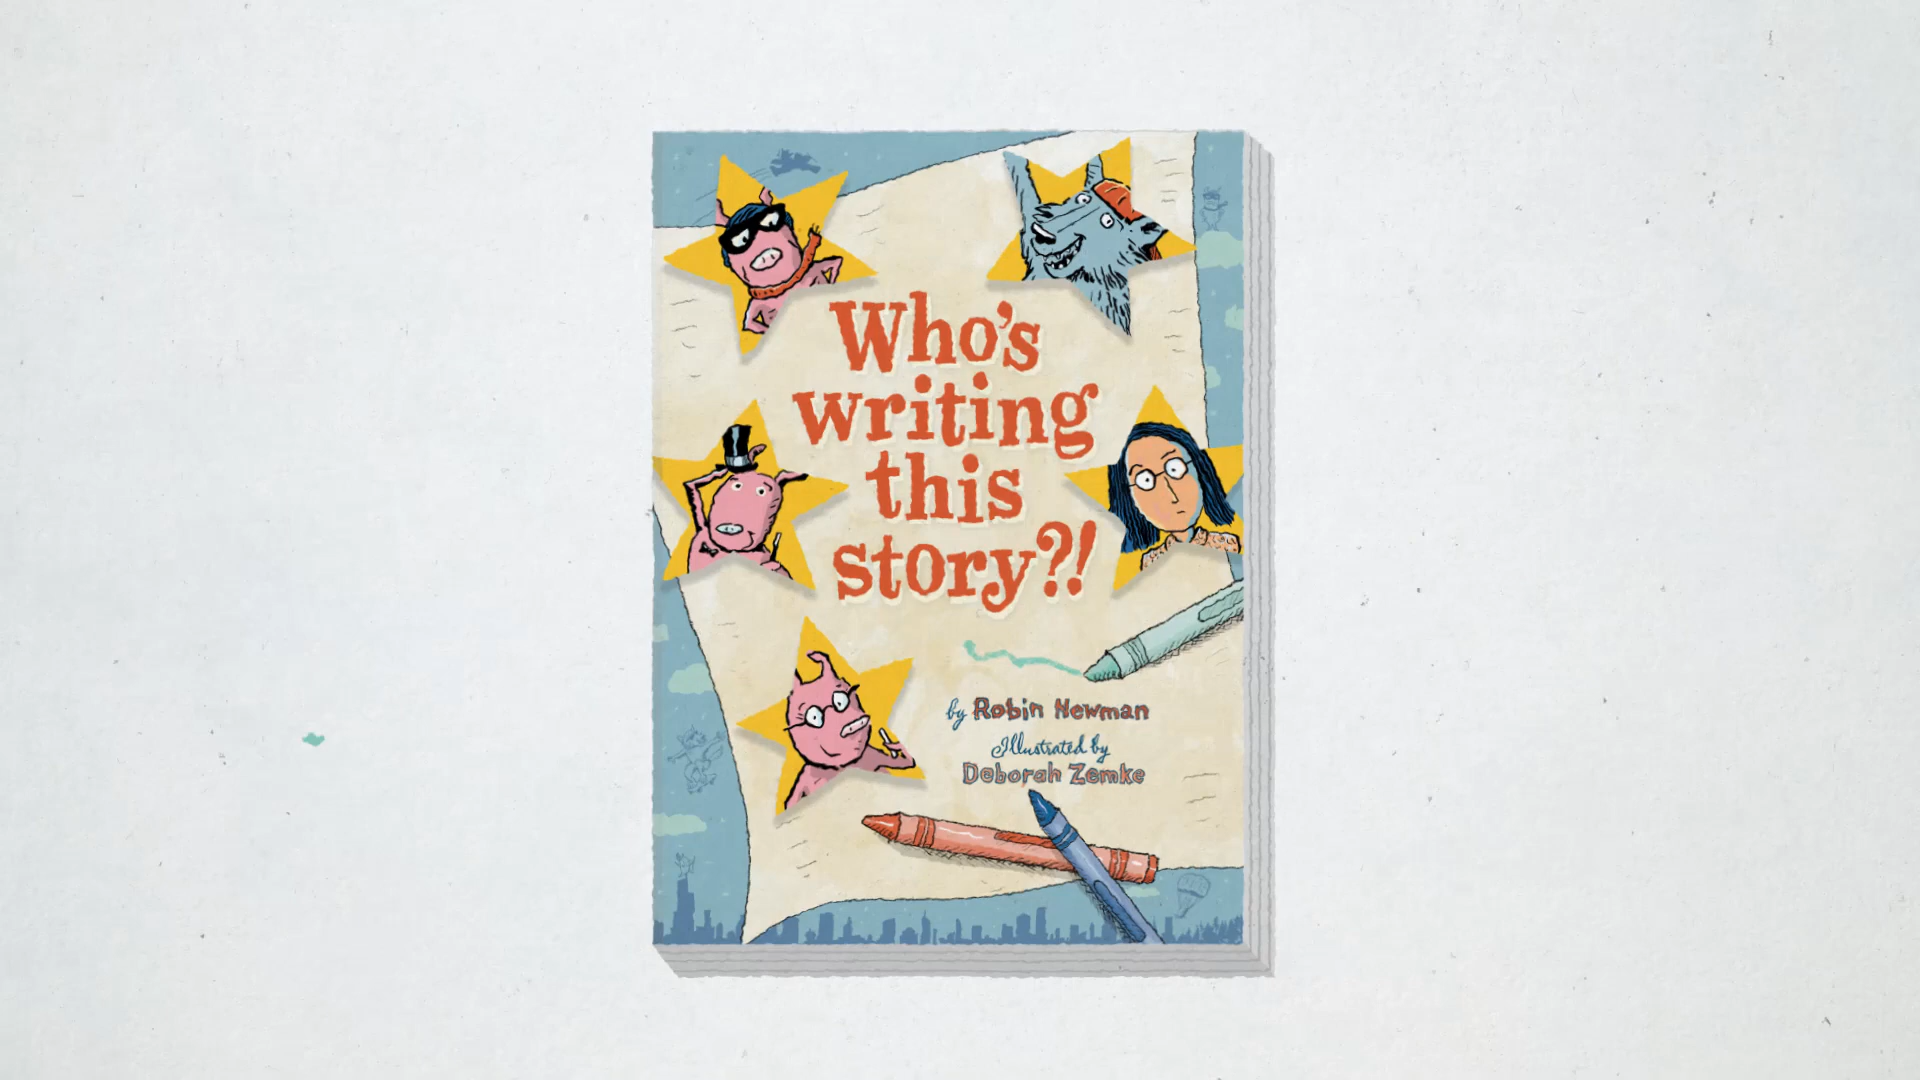 Who's
writing
this
story?!
by Robin Newman
Illustrated by
Deborah Zemke